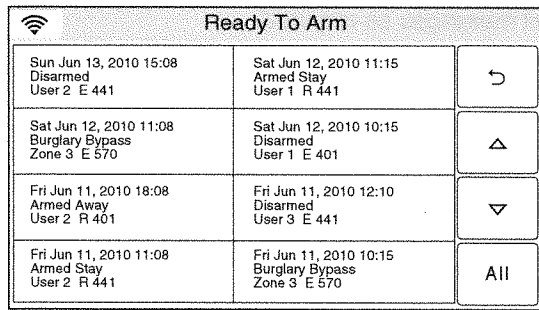 Ready To Arm
Sun Jun 13, 2010 15:08
Disarmed
User 2 E 441
Sat Jun 12, 2010 11:15
Armed Stay
User 1 R 441
Sat Jun 12, 2010 11:08
Burglary Bypass
Zone 3 E 570
Sat Jun 12, 2010 10:15
Disarmed
User 1 E 401
Fri Jun 11, 2010 18:08
Armed Away
User 2 R 401
Fri Jun 11, 2010 12:10
Disarmed
User 3 E 441
Fri Jun 11, 2010 11:08
Armed Stay
User 2 R 441
Fri Jun 11, 2010 10:15
Burglary Bypass
Zone 3 E 570
All